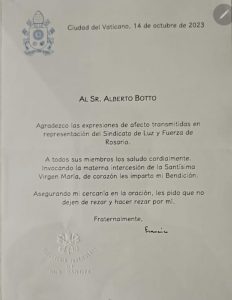 Ciudad del Vaticano, 14 de octubre de 2023
AL SR. ALBERTO BOTTO
Agradezco las expresiones de afecto transmitidas en
representación del Sindicato de Luz y Fuerza de
Rosario.
A todos sus miembros los saludo cordialmente.
Invocando la materna intercesión de la Santísima
Virgen María, de corazón les imparto mi Bendición.
Asegurando mi cercanía en la oración, les pido que no
dejen de rezar y hacer rezar por mí.
Fraternalmente,
Francisco